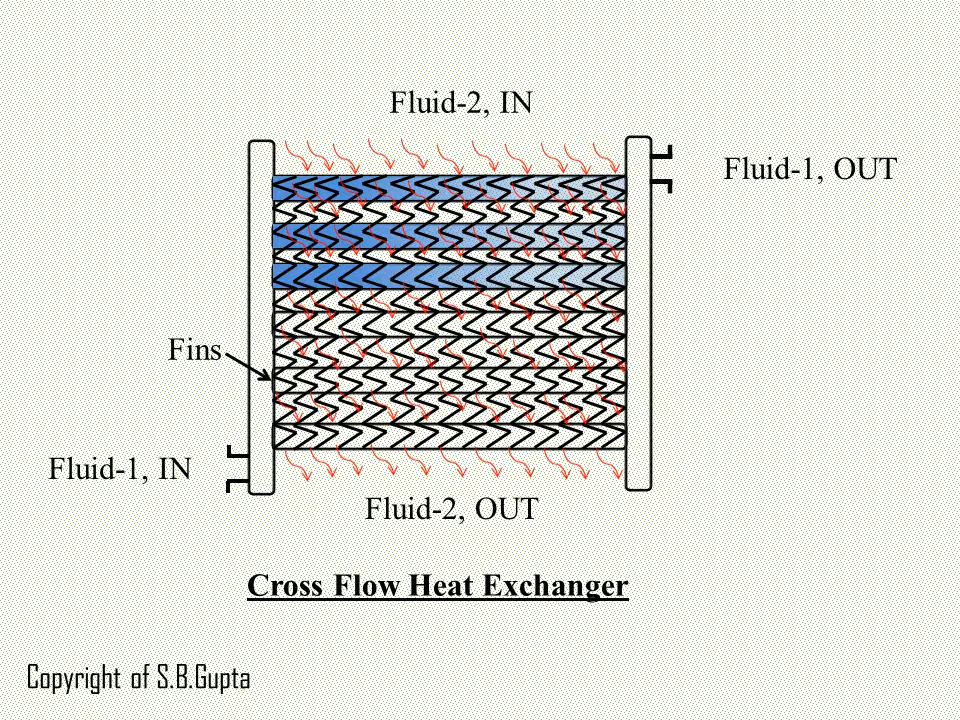 Fluid-2, IN
Fluid-1, OUT
Fins
Fluid-1, IN
Fluid-2, OUT
Cross Flow Heat Exchanger
Copyright of S.B.Gupta